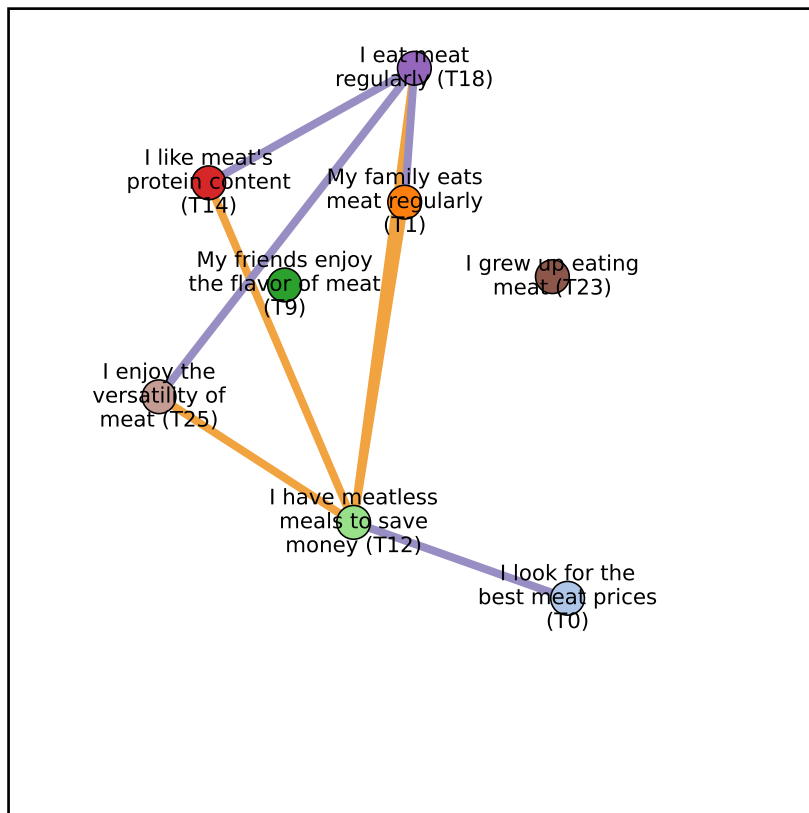 I eat meat
regularly (T18)
I like meat's
protein content
(T14)
My family eats
meat regularly
(T1)
My friends enjoy
the flavor of meat
(T9)
I grew up eating
meat (T23)
I enjoy the
versatility of
meat (T25)
I have meatless
meals to save
money (T12)
I look for the
best meat prices
(T0)